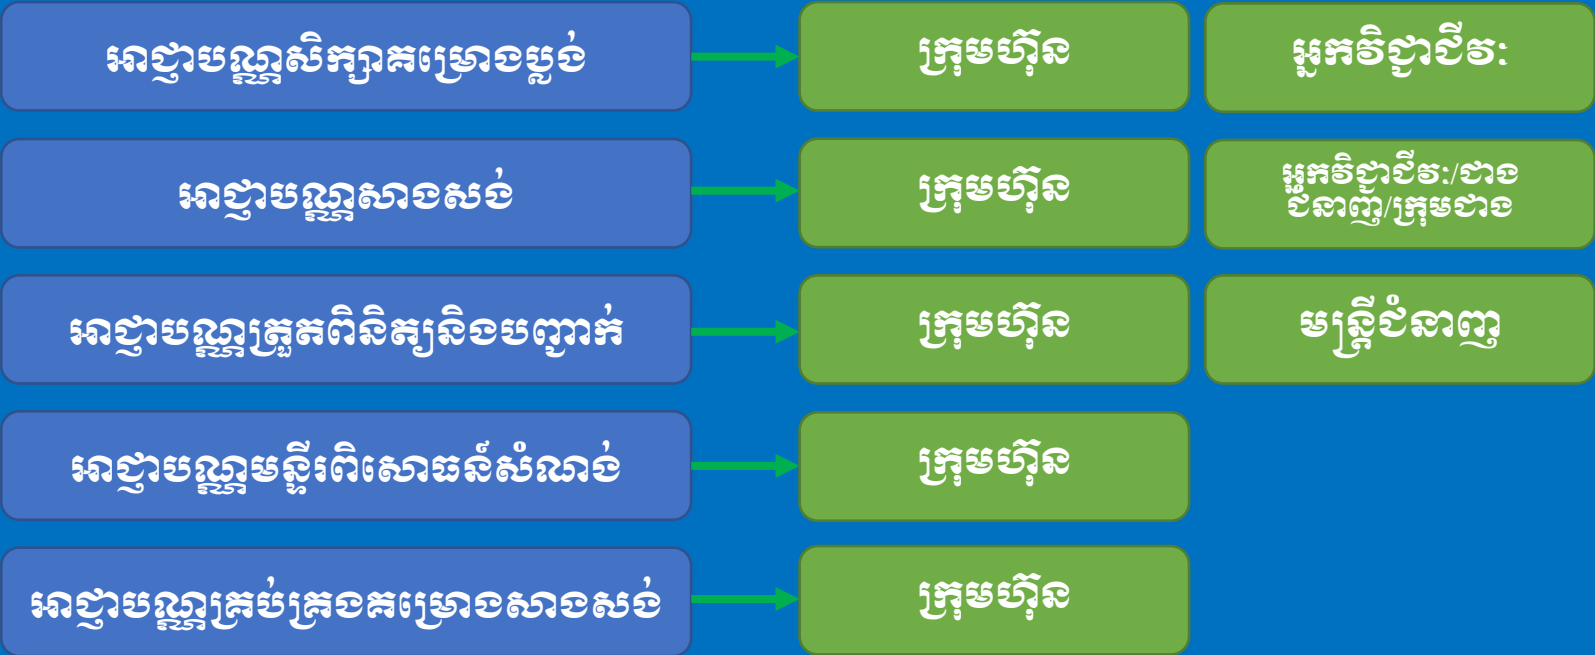 អាជ្ញាបណ្ណសិក្សាគម្រោងប្លង់
ក្រុមហ៊ុន
អ្នកវិជ្ជាជីវៈ
អាជ្ញាបណ្ណសាងសង់
ក្រុមហ៊ុន
អ្នកវិជ្ជាជីវៈ/ជាង
ជំនាញ/ក្រុមជាង
អាជ្ញាបណ្ណត្រួតពិនិត្យនិងបញ្ជាក់
ក្រុមហ៊ុន
មន្ត្រីជំនាញ
អាជ្ញាបណ្ណមន្ទីរពិសោធន៍សំណង់
ក្រុមហ៊ុន
អាជ្ញាបណ្ណគ្រប់គ្រងគម្រោងសាងសង់
ក្រុមហ៊ុន